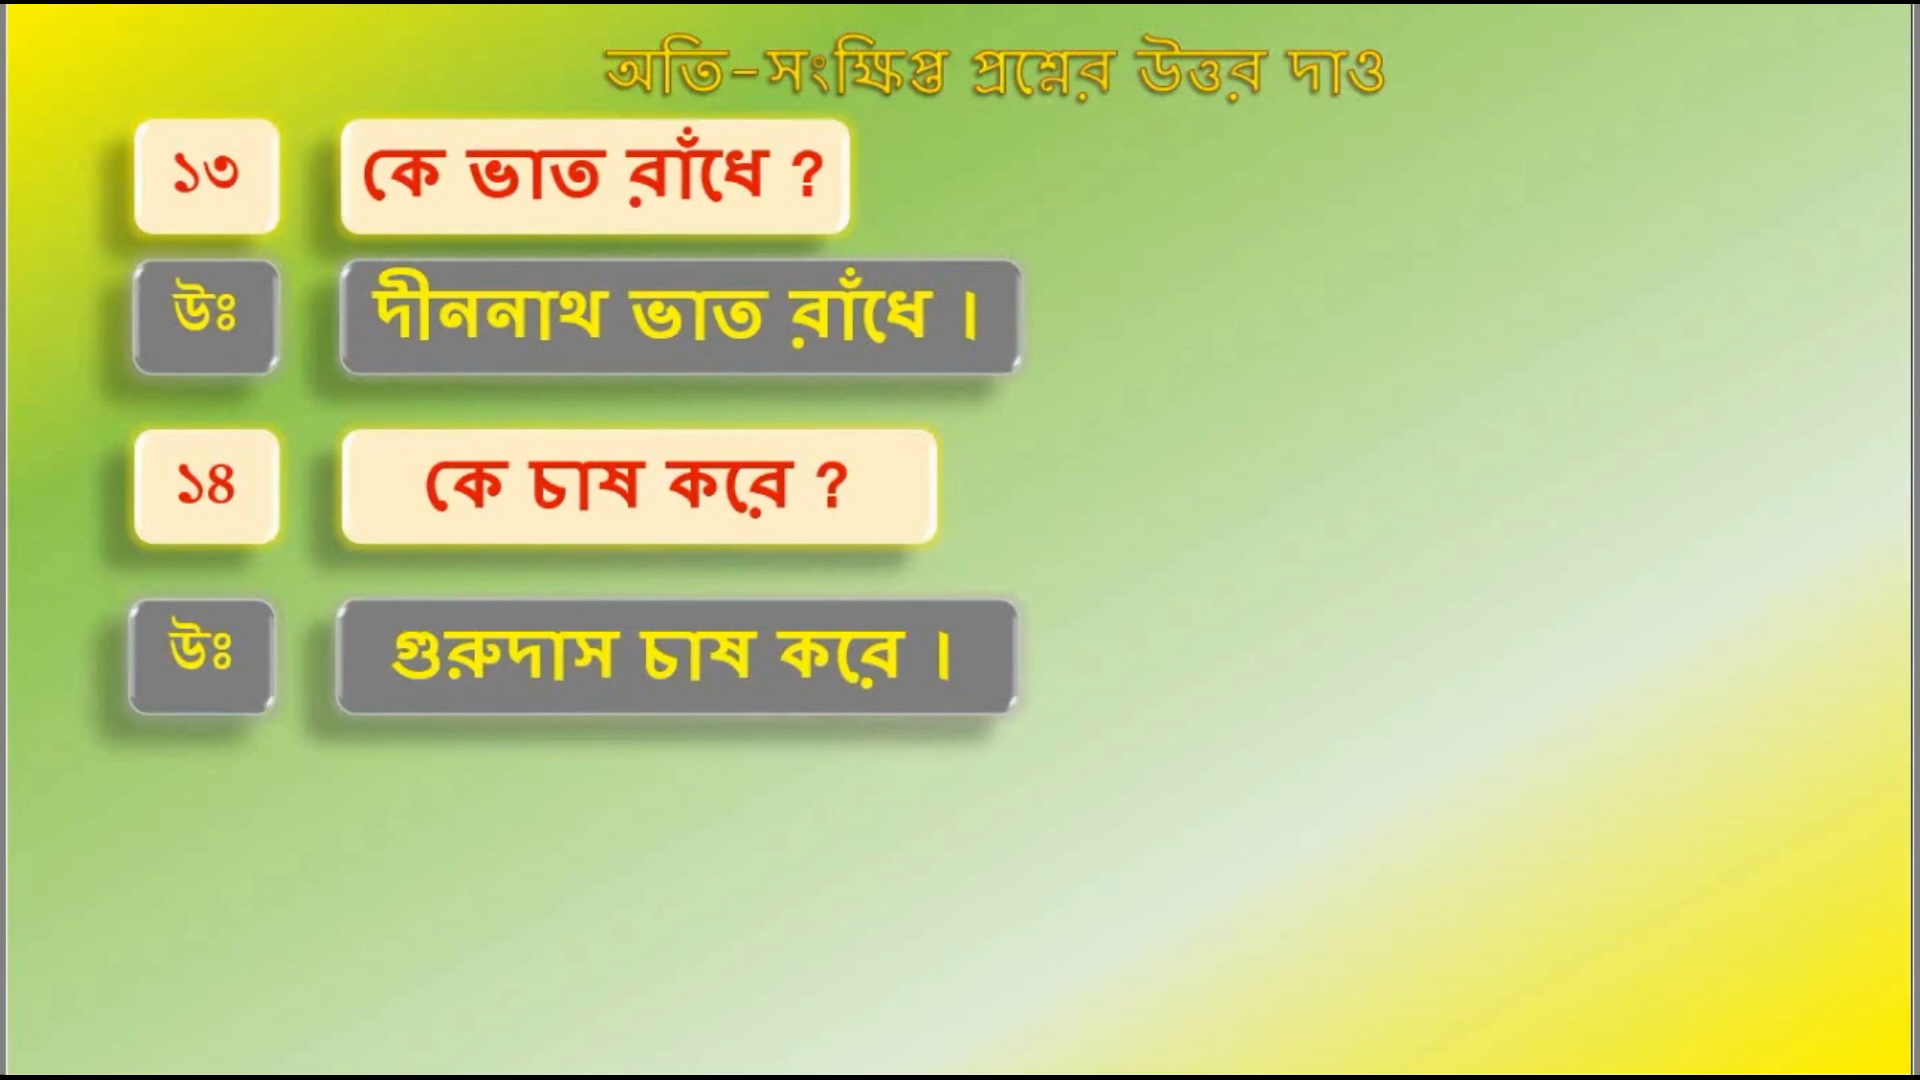 অতি-সংক্ষিপ্ত প্রশ্নের উত্তর দাও
১৩ কে ভাত রাঁধে ?
উঃ দীননাথ ভাত রাঁধে ।
১৪ কে চাষ করে ?
উঃ গুরুদাস চাষ করে ।